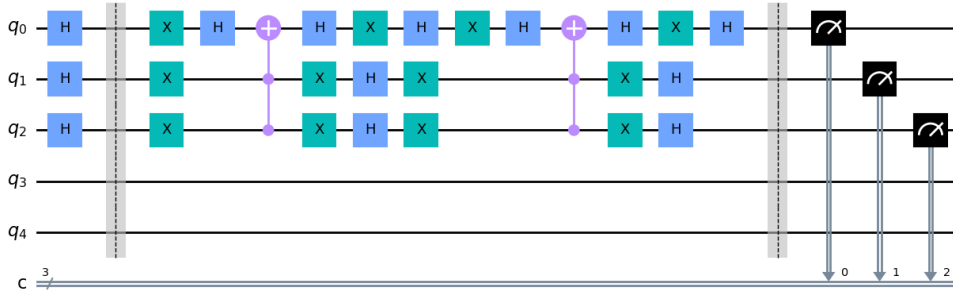 q0 H X H H X H X H H X H
q1 H X X H X X H
q2 H X X H X X H
q3
q4
c 3 0 1 2